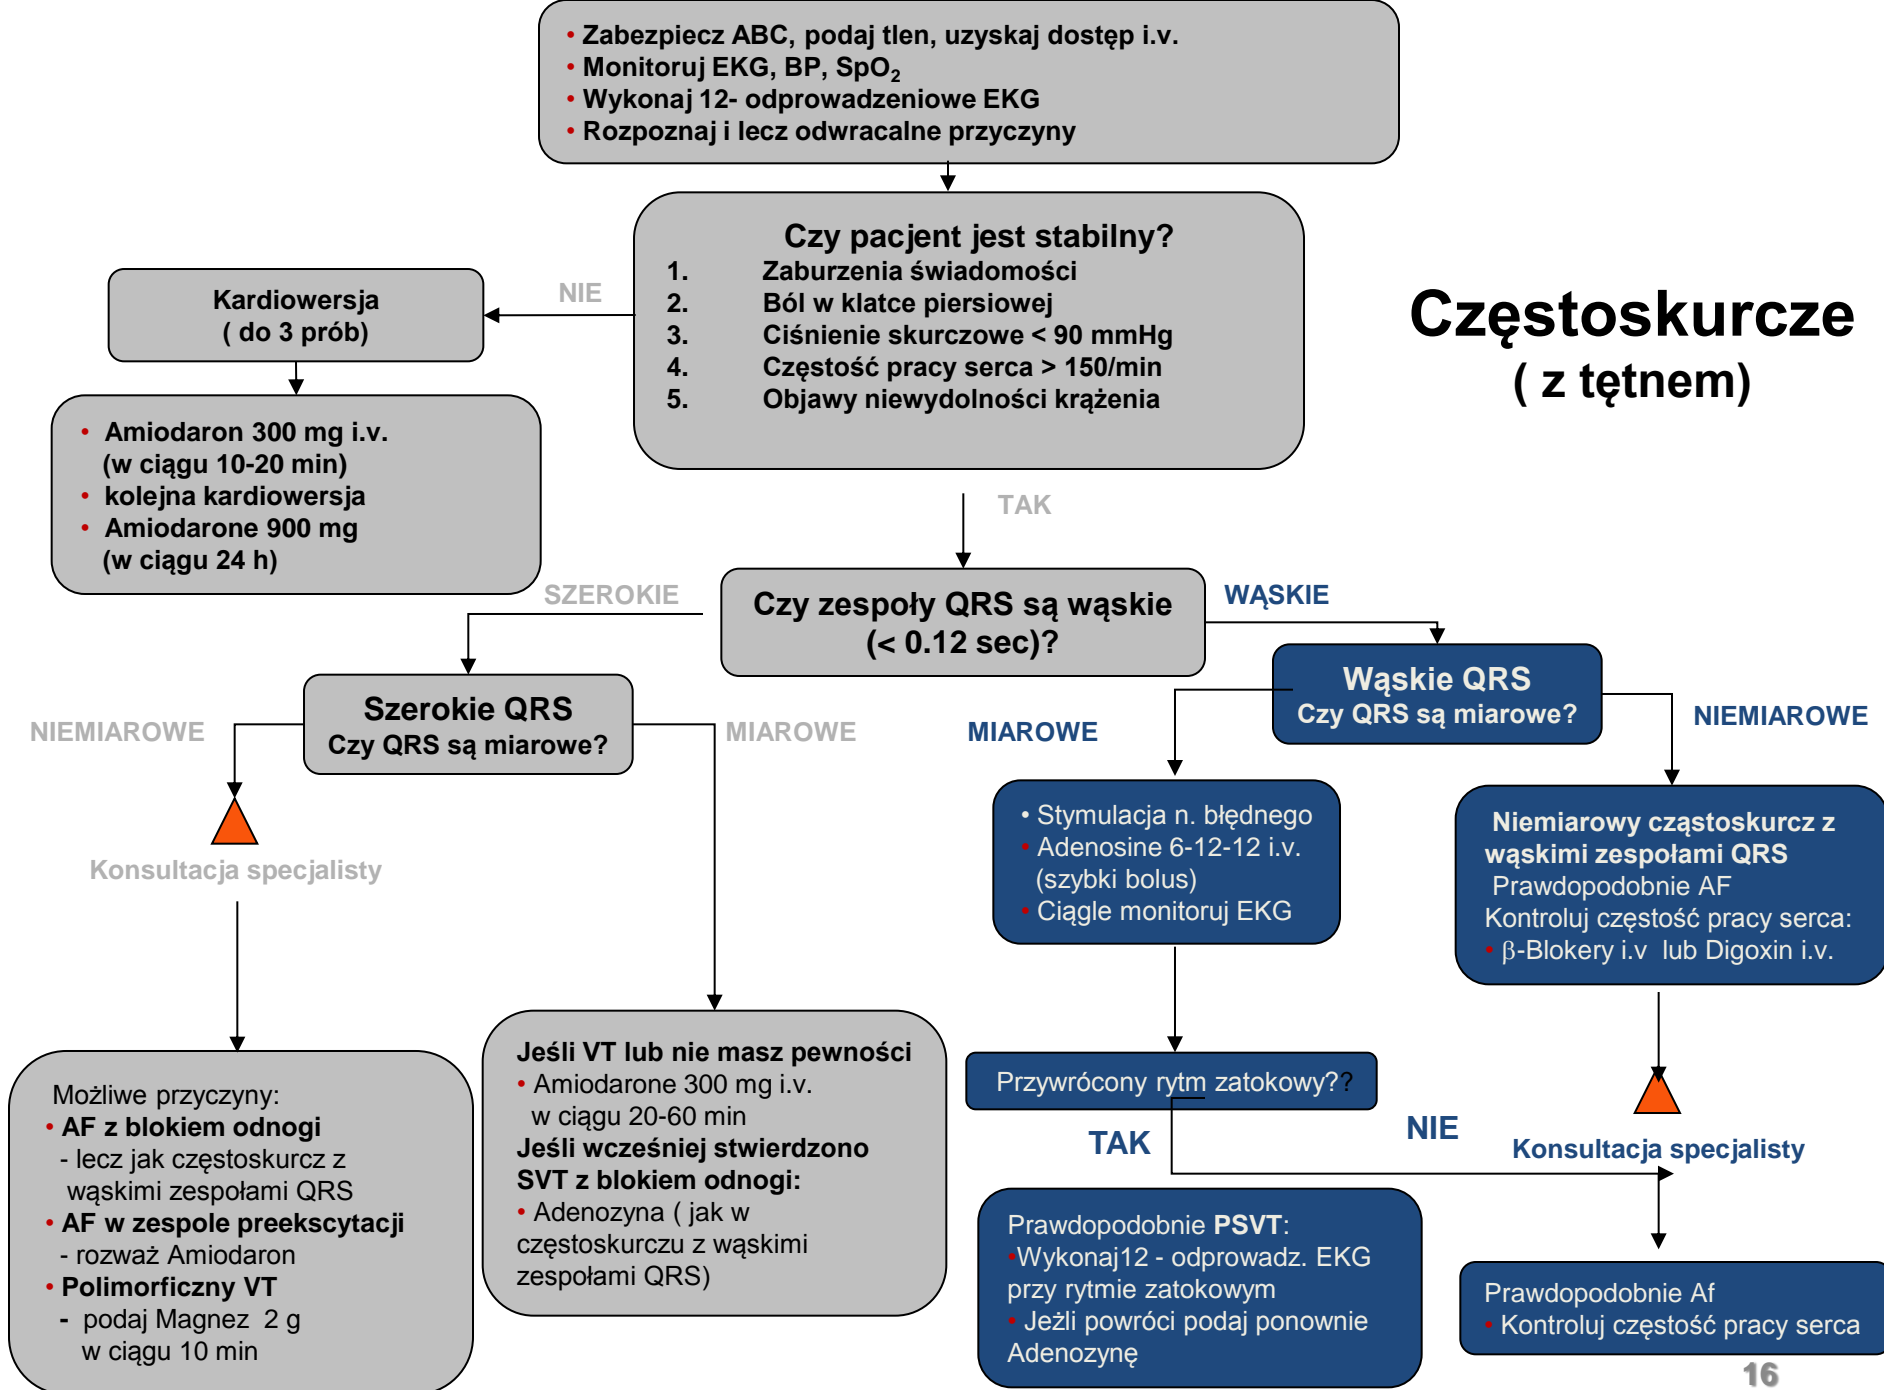 • Zabezpiecz ABC, podaj tlen, uzyskaj dostęp i.v.
• Monitoruj EKG, BP, SpO₂
• Wykonaj 12- odprowadzeniowe EKG
• Rozpoznaj i lecz odwracalne przyczyny
Czy pacjent jest stabilny?
1. Zaburzenia świadomości
2. Ból w klatce piersiowej
3. Ciśnienie skurczowe < 90 mmHg
4. Częstość pracy serca > 150/min
5. Objawy niewydolności krążenia
NIE
Kardiowersja
( do 3 prób)
Częstoskurcze
( z tętnem)
• Amiodaron 300 mg i.v.
(w ciągu 10-20 min)
• kolejna kardiowersja
• Amiodarone 900 mg
(w ciągu 24 h)
TAK
SZEROKIE
Czy zespoły QRS są wąskie
(< 0.12 sec)?
WĄSKIE
Szerokie QRS
Czy QRS są miarowe?
Wąskie QRS
Czy QRS są miarowe?
NIEMIAROWE
MIAROWE
MIAROWE
NIEMIAROWE
Konsultacja specjalisty
• Stymulacja n. błędnego
• Adenosine 6-12-12 i.v.
(szybki bolus)
• Ciągle monitoruj EKG
Niemiarowy cząstoskurcz z
wąskimi zespołami QRS
Prawdopodobnie AF
Kontroluj częstość pracy serca:
• β-Blokery i.v lub Digoxin i.v.
Możliwe przyczyny:
• AF z blokiem odnogi
- lecz jak częstoskurcz z
wąskimi zespołami QRS
• AF w zespole preekscytacji
- rozważ Amiodaron
• Polimorficzny VT
- podaj Magnez 2 g
w ciągu 10 min
Jeśli VT lub nie masz pewności
• Amiodarone 300 mg i.v.
w ciągu 20-60 min
Jeśli wcześniej stwierdzono
SVT z blokiem odnogi:
• Adenozyna ( jak w
częstoskurczu z wąskimi
zespołami QRS)
Przywrócony rytm zatokowy??
TAK
NIE
Konsultacja specjalisty
Prawdopodobnie PSVT:
•Wykonaj12 - odprowadz. EKG
przy rytmie zatokowym
• Jeżli powróci podaj ponownie
Adenozynę
Prawdopodobnie Af
• Kontroluj częstość pracy serca
16